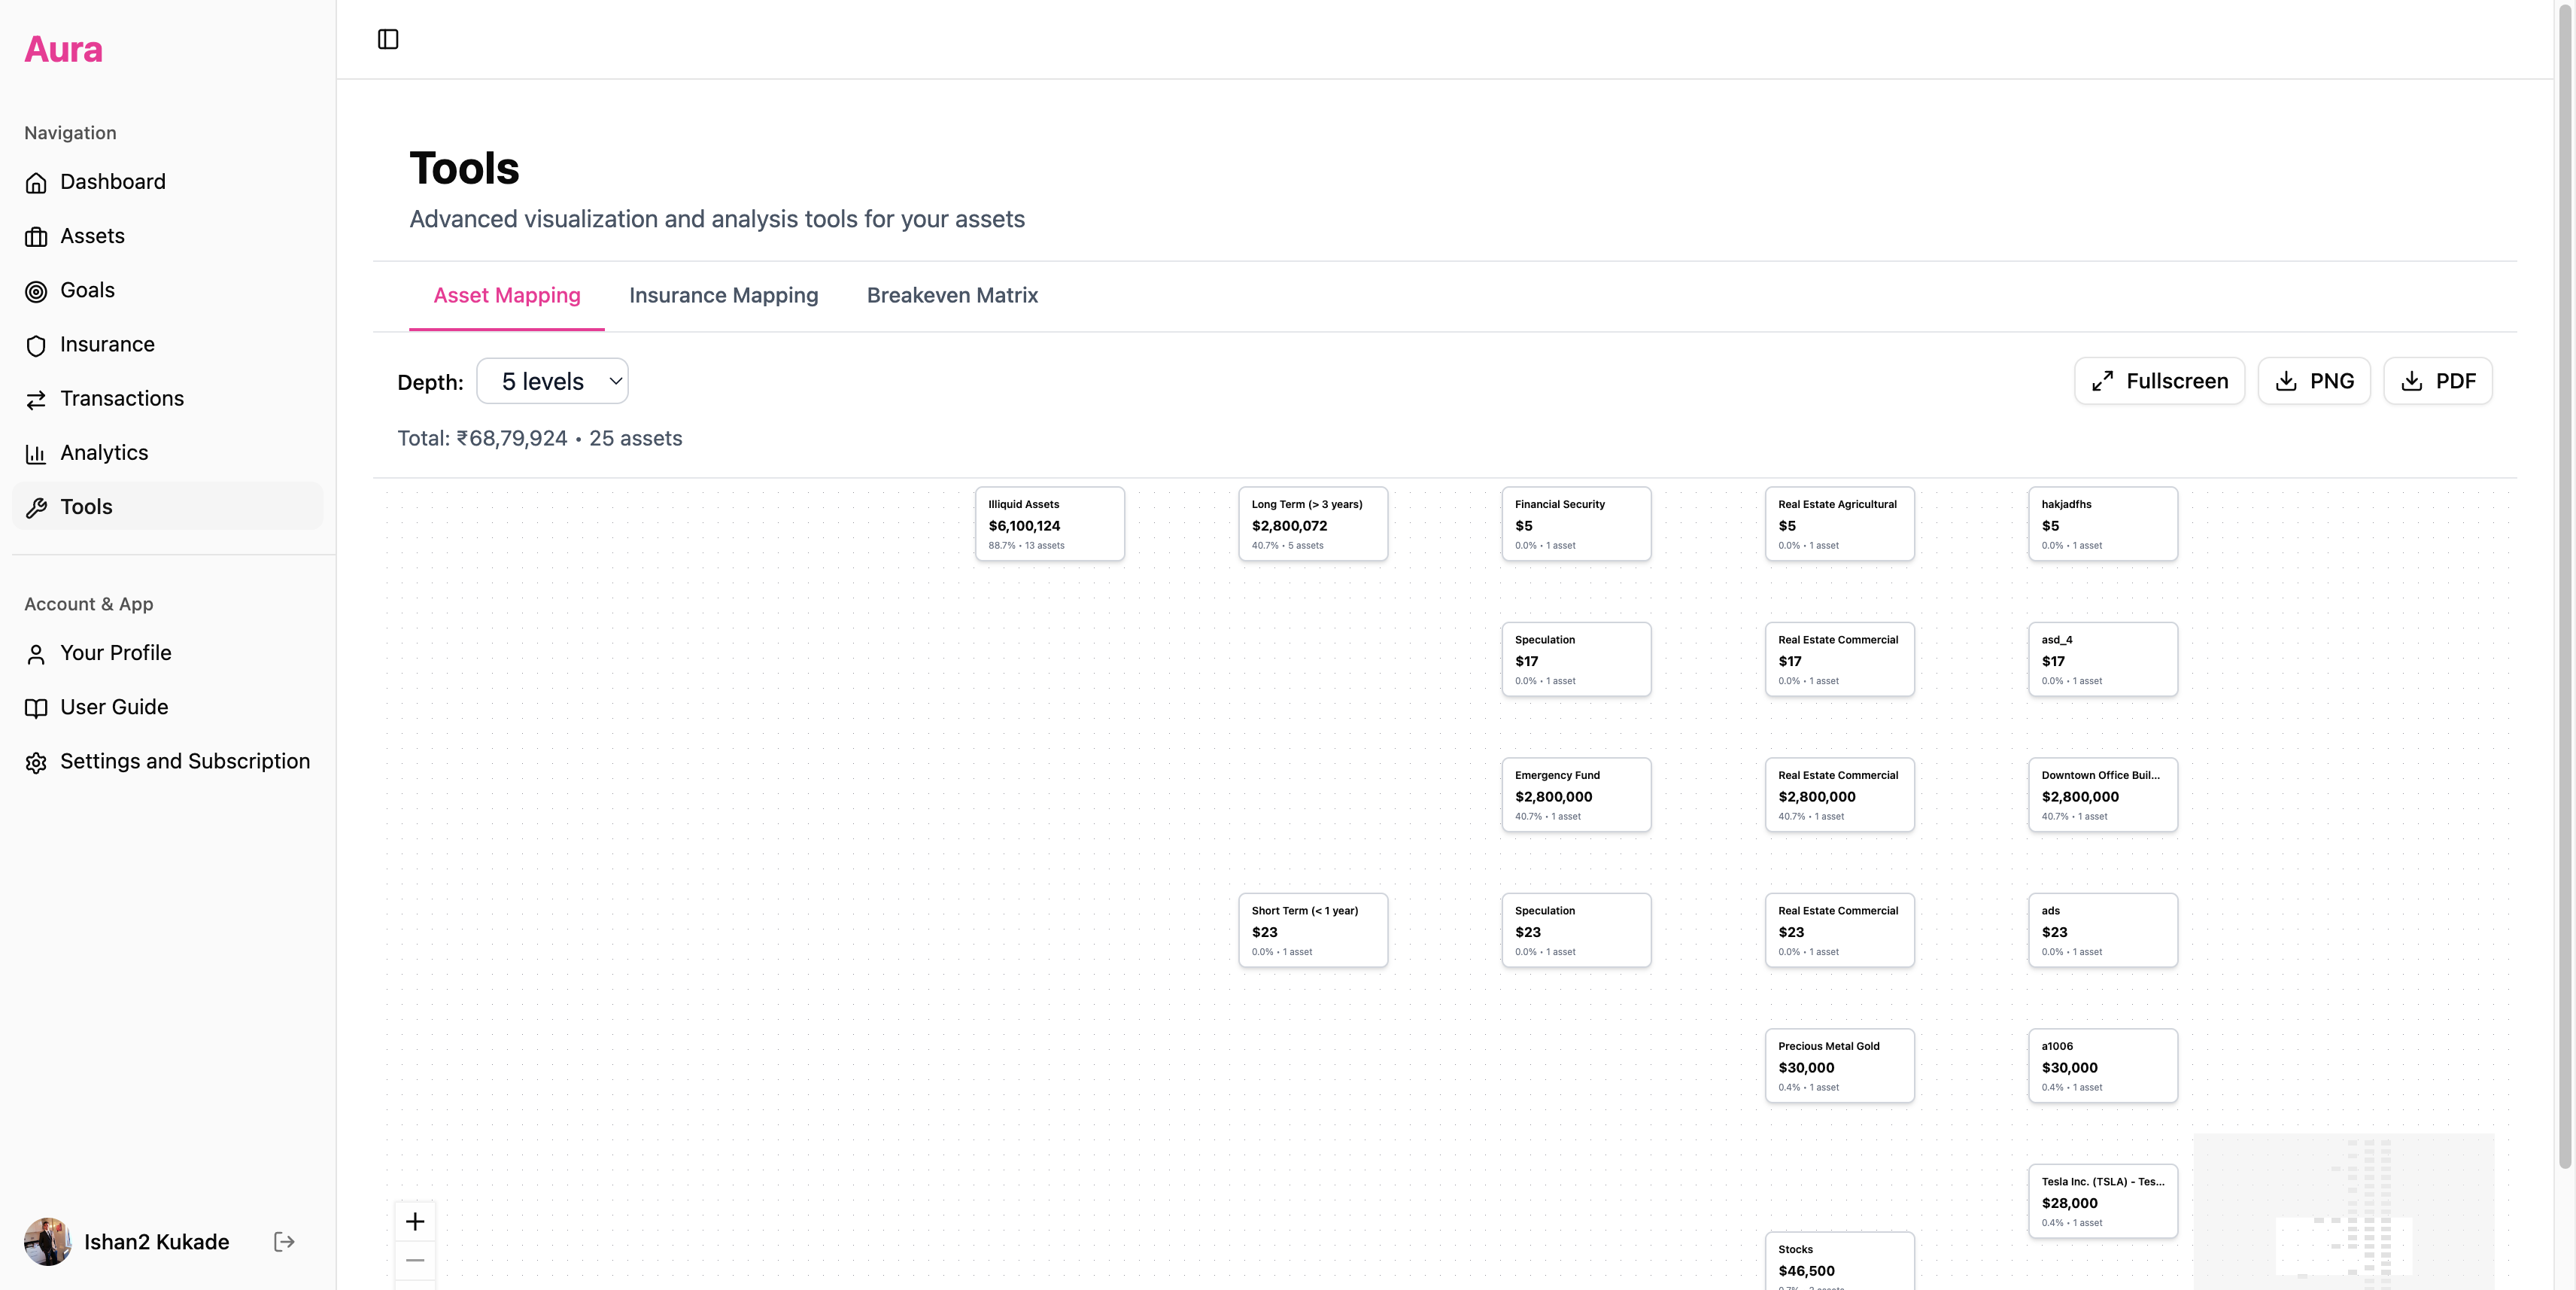 Aura
Navigation
Dashboard
Assets
Goals
Insurance
Transactions
Analytics
Tools
Account & App
Your Profile
User Guide
Settings and Subscription
Ishan2 Kukade
Tools
Advanced visualization and analysis tools for your assets
Asset Mapping Insurance Mapping Breakeven Matrix
Depth: 5 levels Fullscreen PNG PDF
Total: ₹68,79,924 • 25 assets
Illiquid Assets
$6,100,124
88.7% • 13 assets
Long Term (> 3 years)
$2,800,072
40.7% • 5 assets
Financial Security
$5
0.0% • 1 asset
Real Estate Agricultural
$5
0.0% • 1 asset
hakjadfhs
$5
0.0% • 1 asset
Speculation
$17
0.0% • 1 asset
Real Estate Commercial
$17
0.0% • 1 asset
asd_4
$17
0.0% • 1 asset
Emergency Fund
$2,800,000
40.7% • 1 asset
Real Estate Commercial
$2,800,000
40.7% • 1 asset
Downtown Office Buil...
$2,800,000
40.7% • 1 asset
Short Term (< 1 year)
$23
0.0% • 1 asset
Speculation
$23
0.0% • 1 asset
Real Estate Commercial
$23
0.0% • 1 asset
ads
$23
0.0% • 1 asset
Precious Metal Gold
$30,000
0.4% • 1 asset
a1006
$30,000
0.4% • 1 asset
Tesla Inc. (TSLA) - Tes...
$28,000
0.4% • 1 asset
Stocks
$46,500